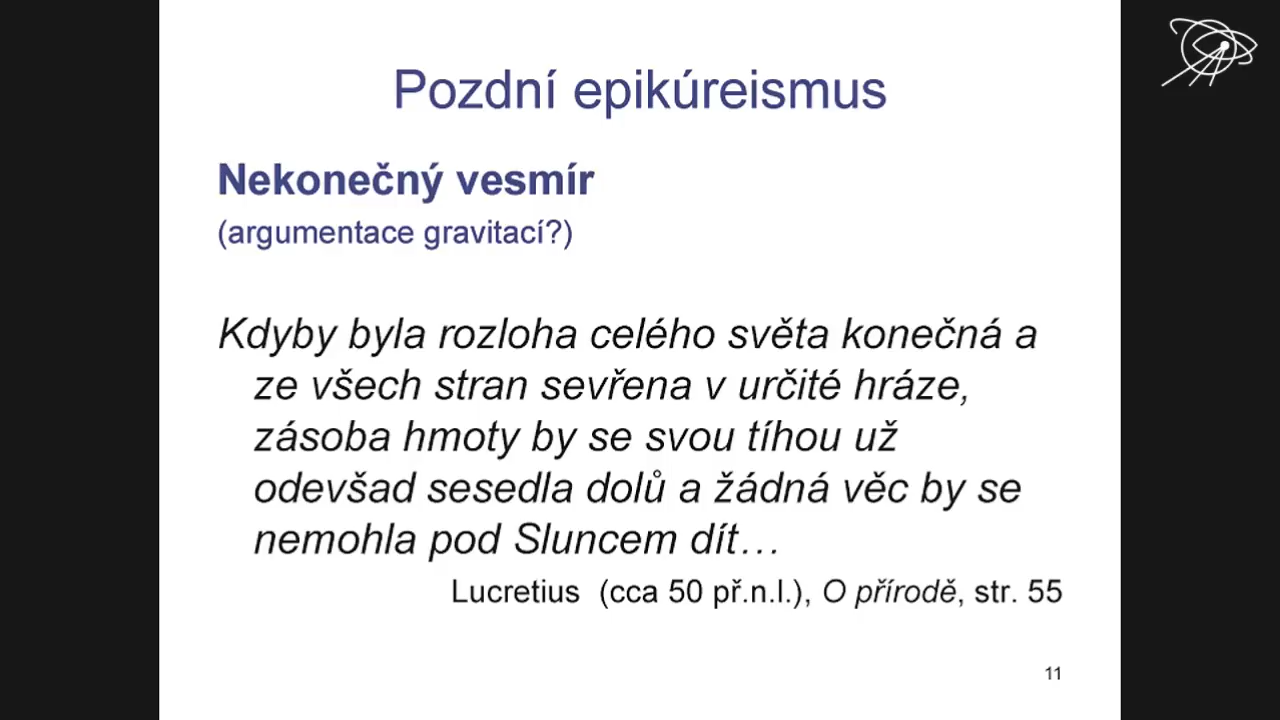 Pozdní epikúreismus
Nekonečný vesmír
(argumentace gravitací?)
Kdyby byla rozloha celého světa konečná a
ze všech stran sevřena v určité hráze,
zásoba hmoty by se svou tíhou už
odevšad sesedla dolů a žádná věc by se
nemohla pod Sluncem dít…
Lucretius (cca 50 př.n.l.), O přírodě, str. 55
11